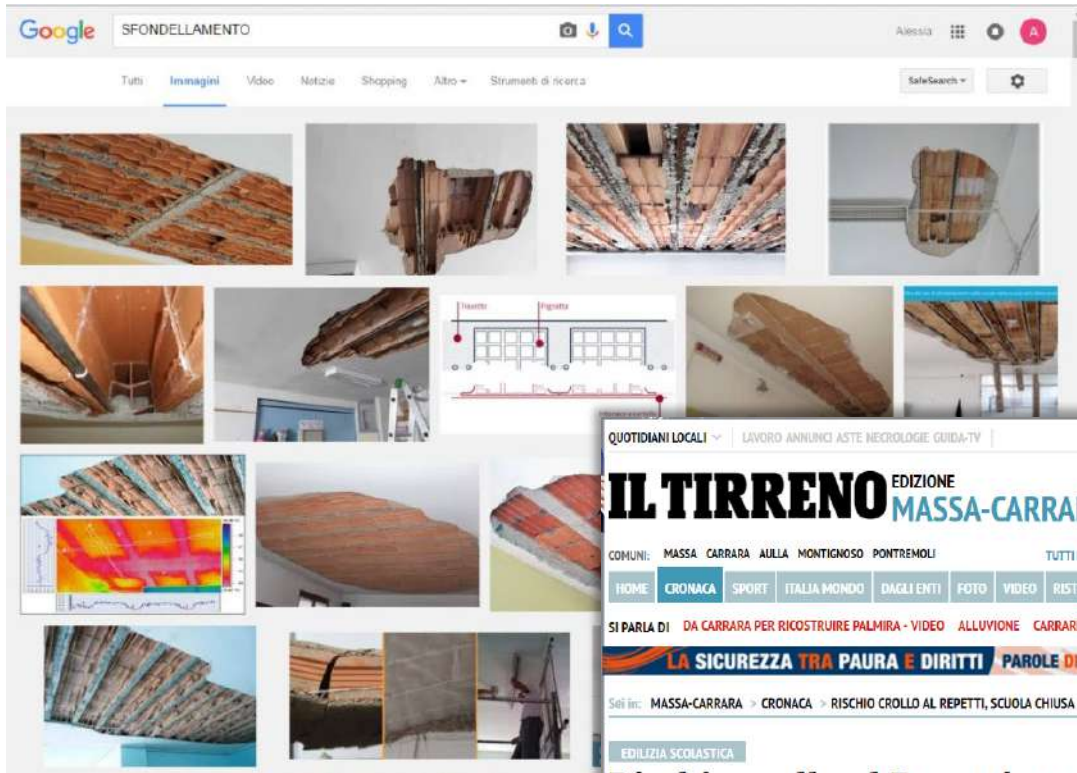 Google SFONDELLAMENTO Alessia A
Tutti Immagini Video Notizie Shopping Altro Strumenti di ricerca SafeSearch
Travetto Pignatta
QUOTIDIANI LOCALI LAVORO ANNUNCI ASTE NECROLOGIE GUIDA-TV
IL TIRRENO EDIZIONE
MASSA-CARRA
COMUNI: MASSA CARRARA AULLA MONTIGNOSO PONTREMOLI TUTTI
HOME CRONACA SPORT ITALIA MONDO DAGLI ENTI FOTO VIDEO RIST
SI PARLA DI DA CARRARA PER RICOSTRUIRE PALMIRA - VIDEO ALLUVIONE CARRAR
LA SICUREZZA TRA PAURA E DIRITTI PAROLE D
Sei in: MASSA-CARRARA > CRONACA > RISCHIO CROLLO AL REPETTI, SCUOLA CHIUSA
EDILIZIA SCOLASTICA